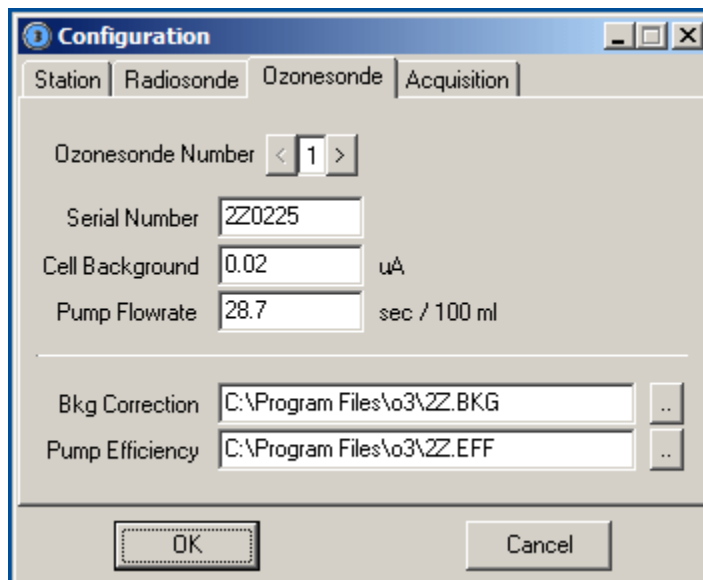 Configuration
Station Radiosonde Ozonesonde Acquisition
Ozonesonde Number < 1 >
Serial Number 2Z0225
Cell Background 0.02 uA
Pump Flowrate 28.7 sec / 100 ml
Bkg Correction C:\Program Files\o3\2Z.BKG ..
Pump Efficiency C:\Program Files\o3\2Z.EFF ..
OK Cancel